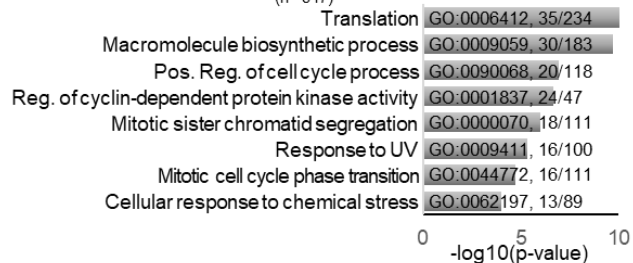 Translation GO:0006412, 35/234
Macromolecule biosynthetic process GO:0009059, 30/183
Pos. Reg. of cell cycle process GO:0090068, 20/118
Reg. of cyclin-dependent protein kinase activity GO:0001837, 24/47
Mitotic sister chromatid segregation GO:0000070, 18/111
Response to UV GO:0009411, 16/100
Mitotic cell cycle phase transition GO:0044772, 16/111
Cellular response to chemical stress GO:0062197, 13/89
0 5 10
-log10(p-value)